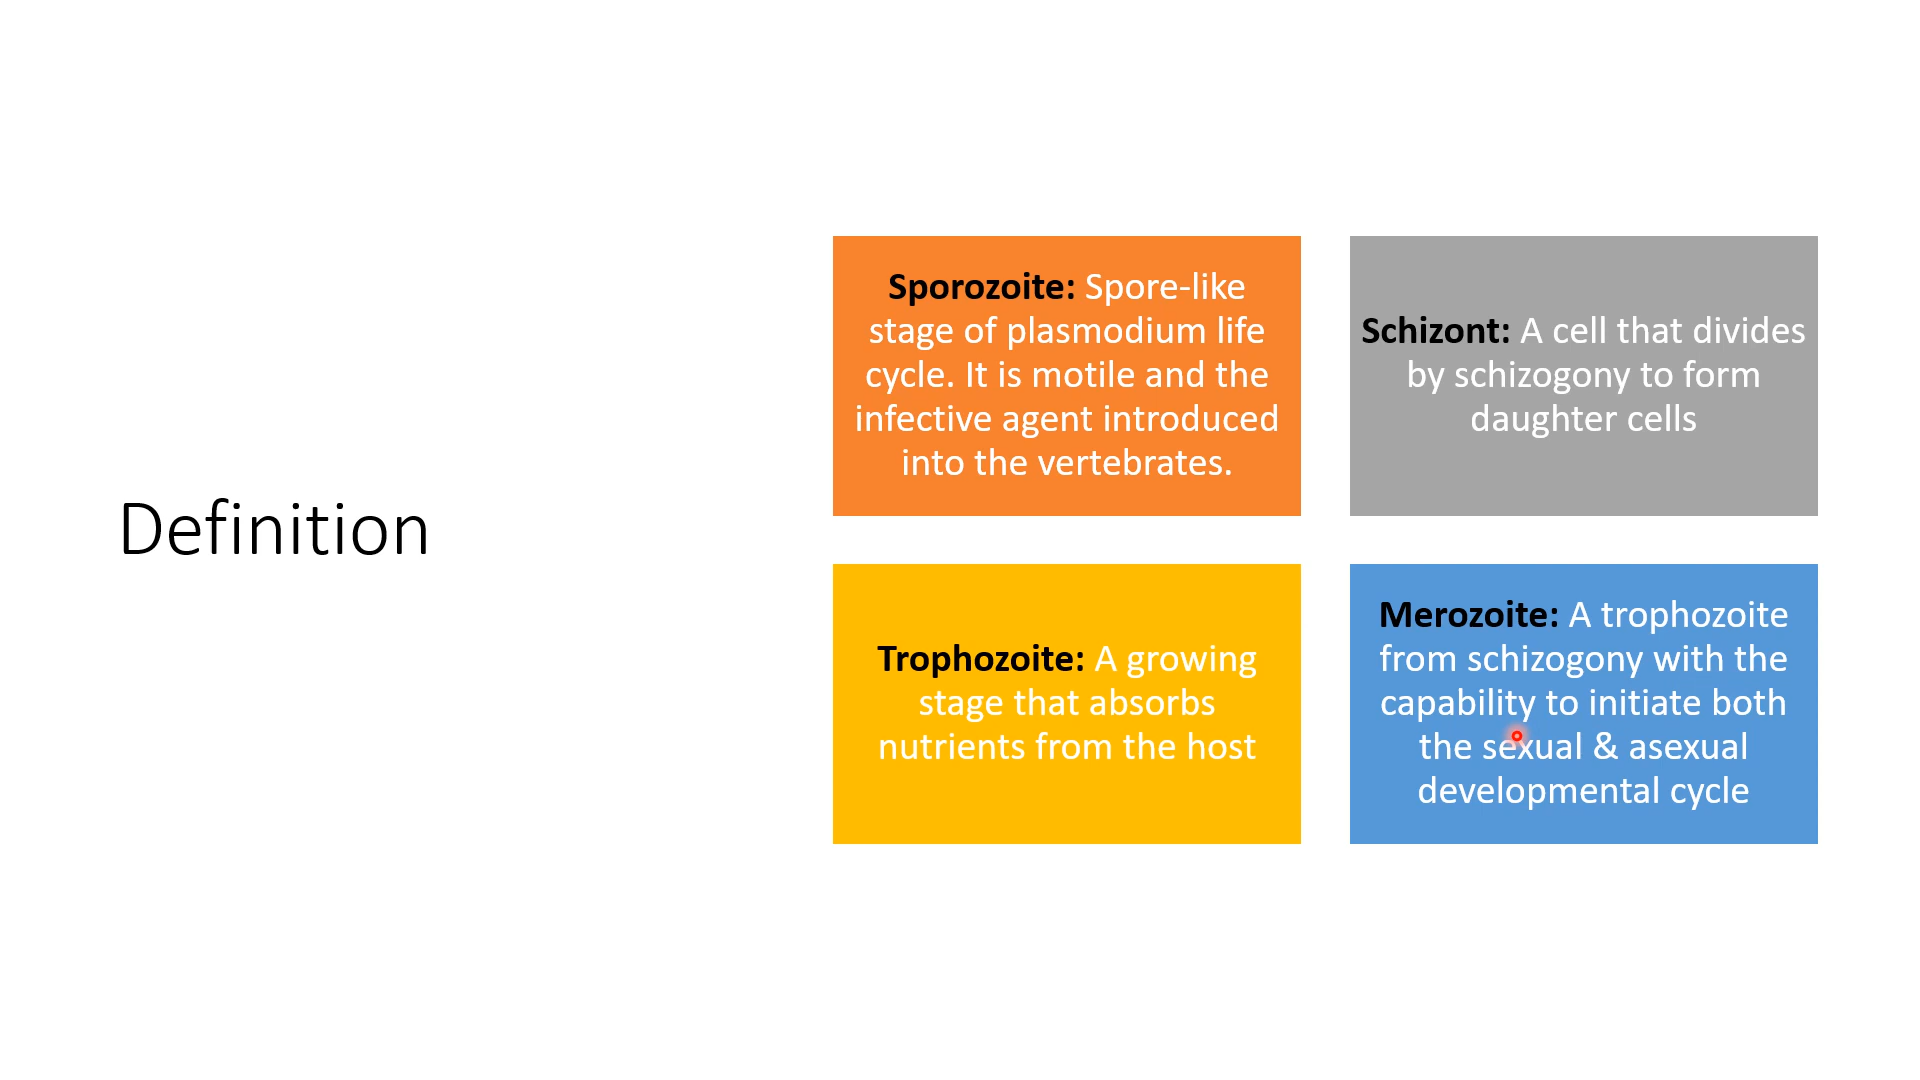 Definition
Sporozoite: Spore-like
stage of plasmodium life
cycle. It is motile and the
infective agent introduced
into the vertebrates.
Schizont: A cell that divides
by schizogony to form
daughter cells
Trophozoite: A growing
stage that absorbs
nutrients from the host
Merozoite: A trophozoite
from schizogony with the
capability to initiate both
the sexual & asexual
developmental cycle